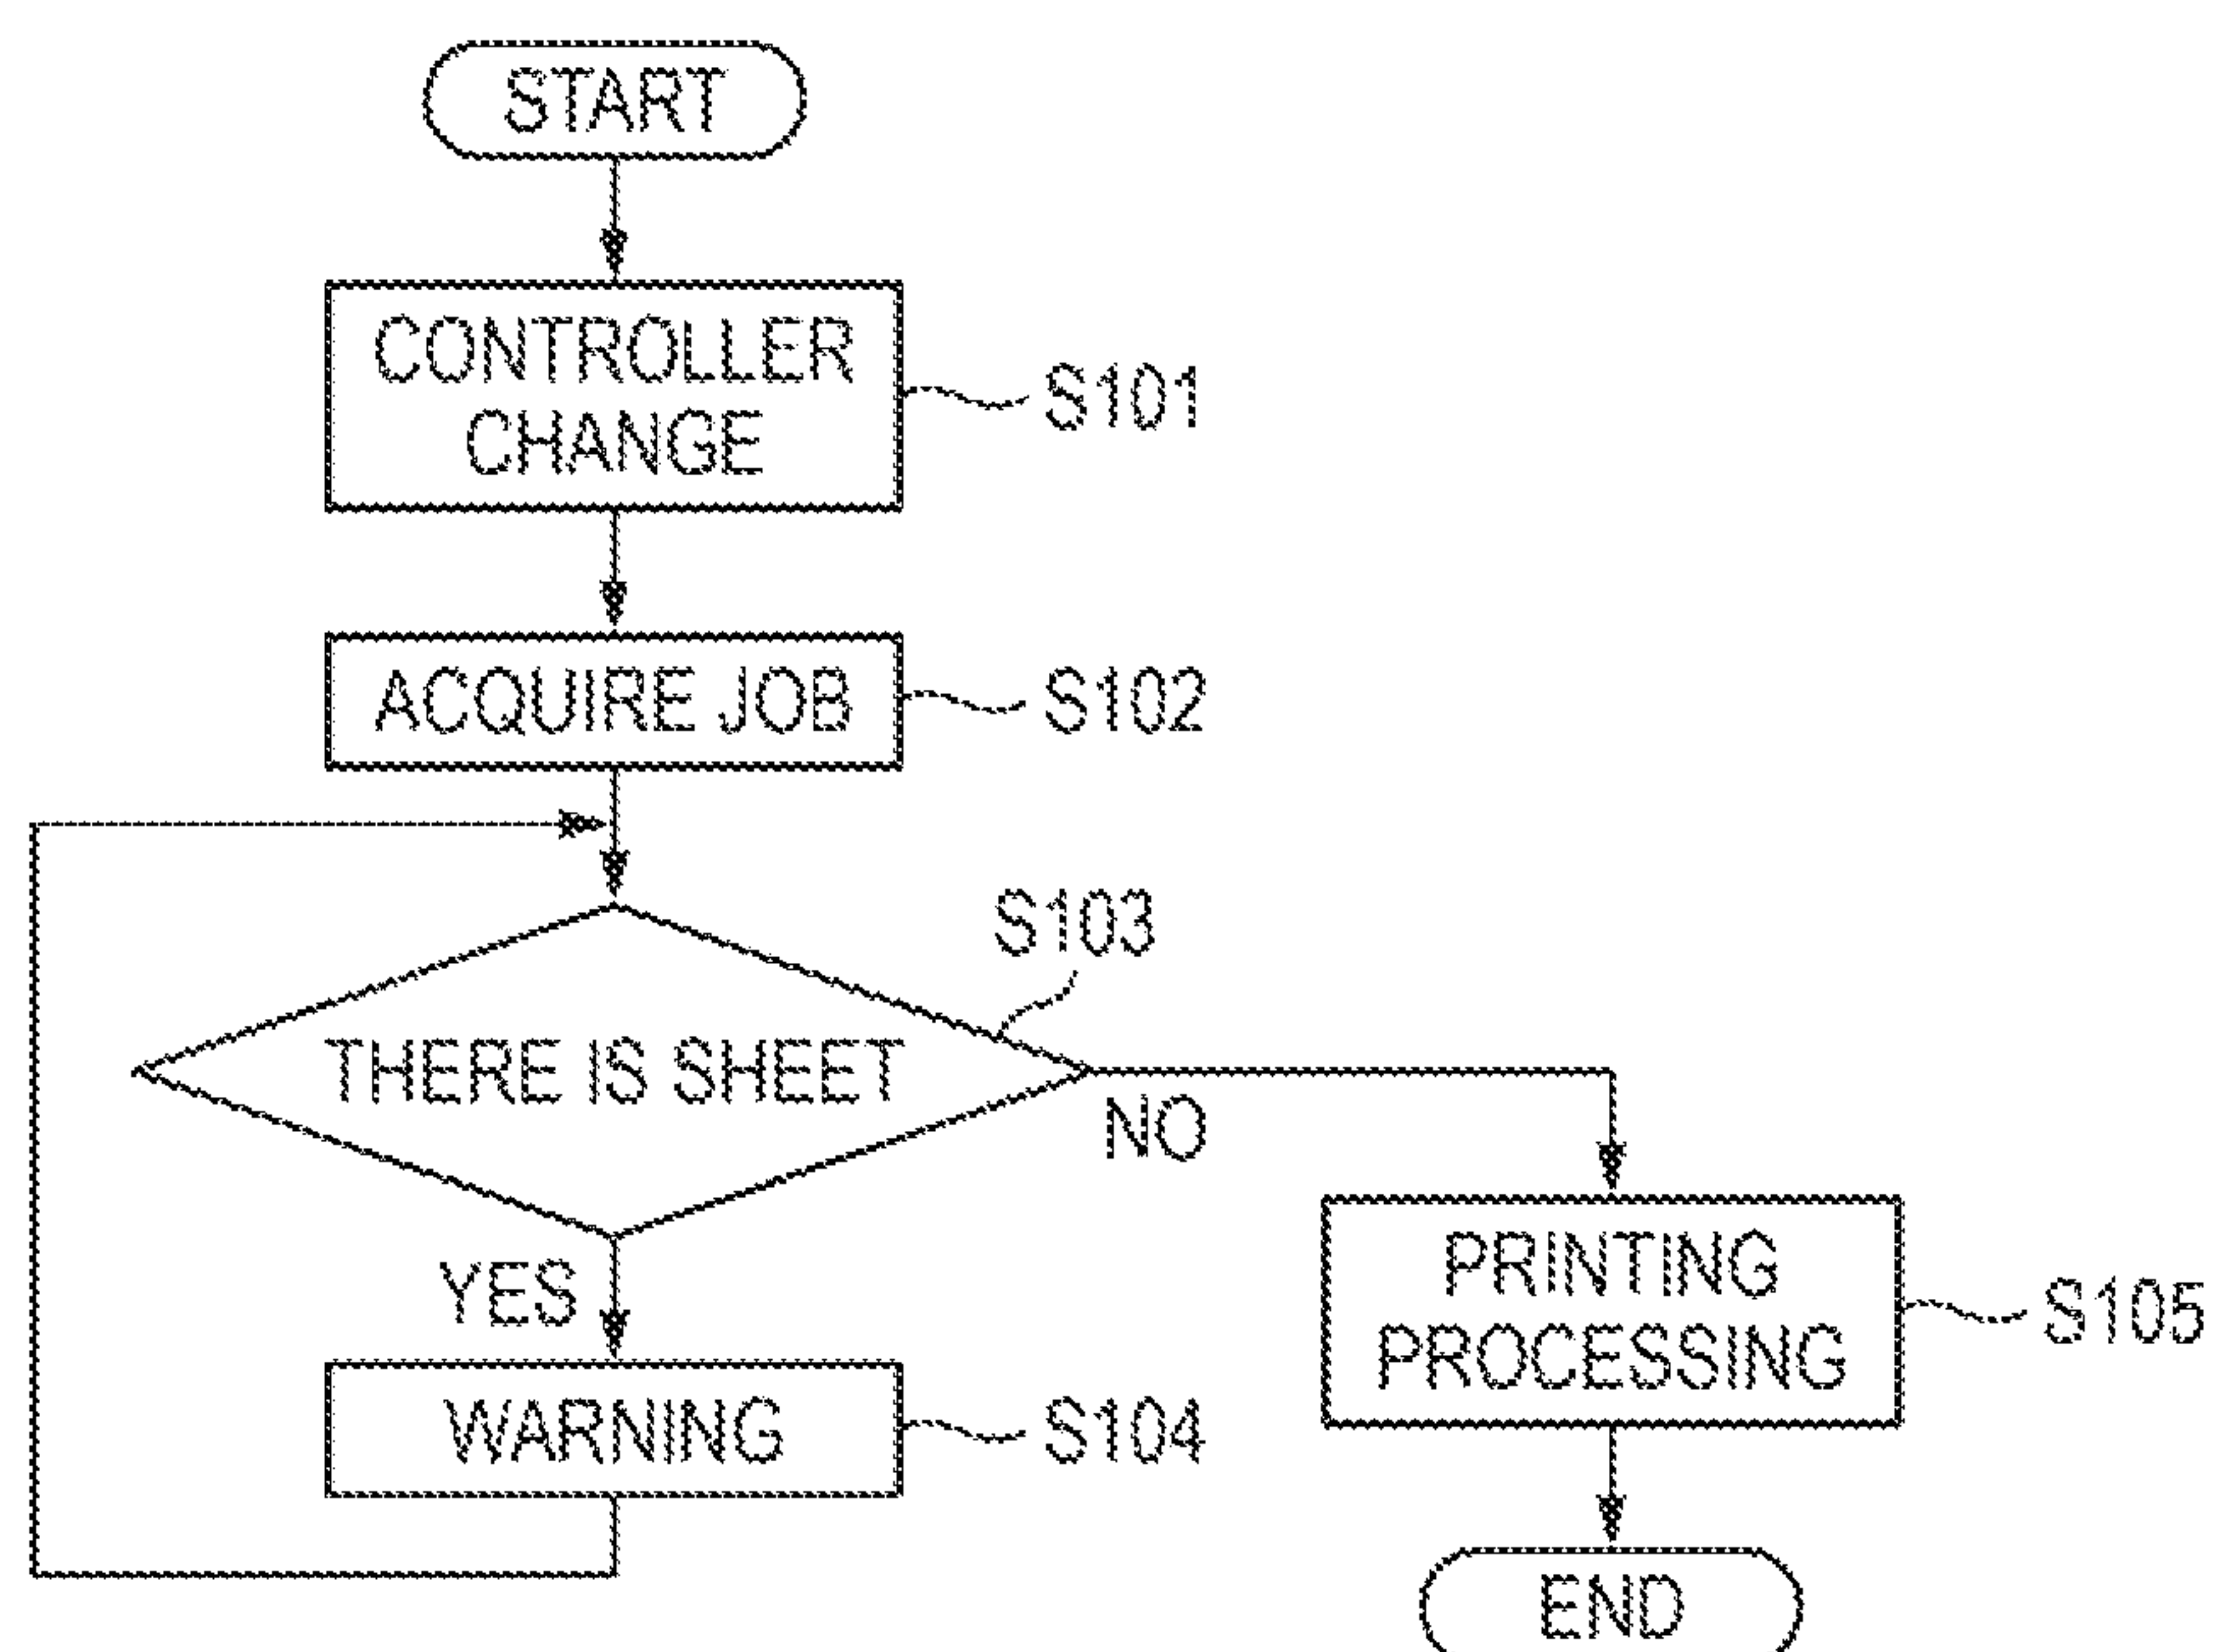 START
CONTROLLER
CHANGE
S101
ACQUIRE JOB
S102
S103
THERE IS SHEET
NO
YES
PRINTING
PROCESSING
S105
WARNING
S104
END